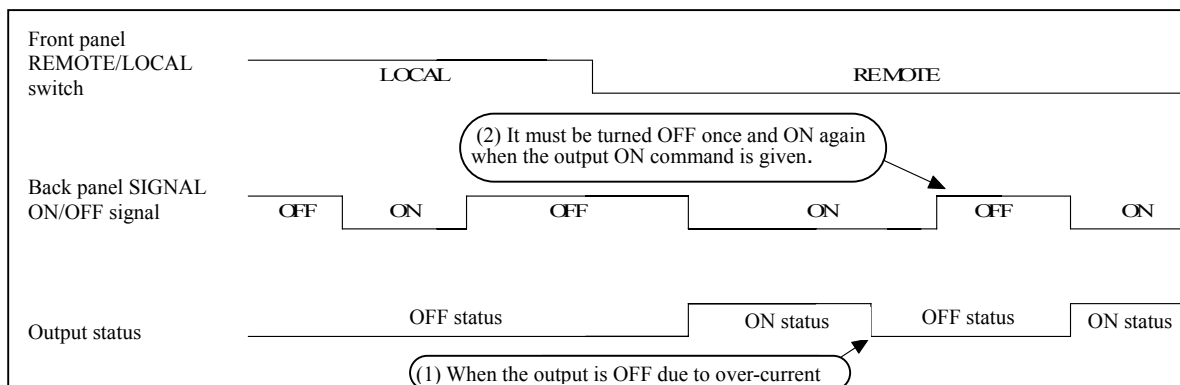 Front panel
REMOTE/LOCAL
switch
LOCAL
REMOTE
(2) It must be turned OFF once and ON again
when the output ON command is given.
Back panel SIGNAL
ON/OFF signal
OFF
ON
OFF
ON
OFF
ON
Output status
OFF status
ON status
OFF status
ON status
(1) When the output is OFF due to over-current